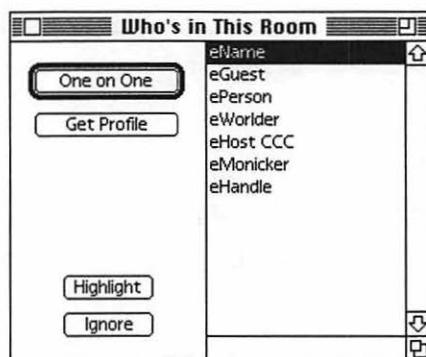 Who's in This Room
One on One
Get Profile
Highlight
Ignore
eName
eGuest
ePerson
eWorlder
eHost CCC
eMonicker
eHandle